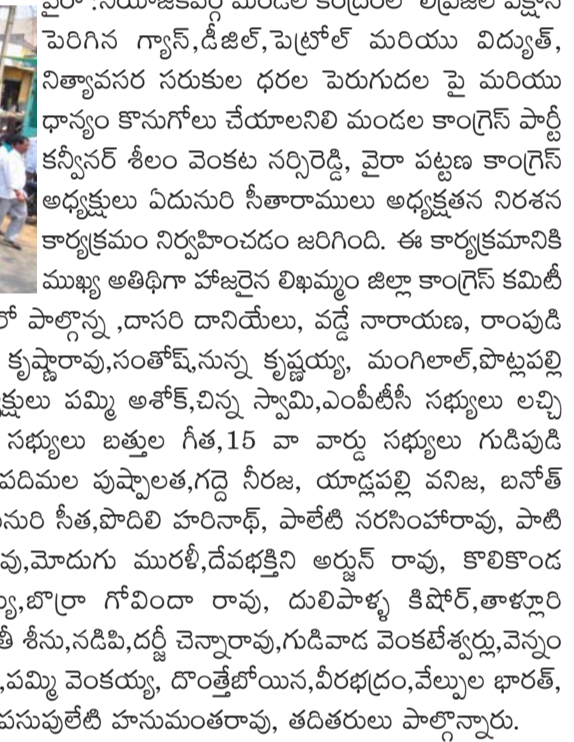 వైరా :నియోజకవర్గ మండల కేంద్రంలో
పెరిగిన గ్యాస్,డీజిల్,పెట్రోల్ మరియు విద్యుత్,
నిత్యావసర సరుకుల ధరల పెరుగుదల పై మరియు
ధాన్యం కొనుగోలు చేయాలనిలి మండల కాంగ్రెస్ పార్టీ
కన్వీనర్ శీలం వెంకట నర్సిరెడ్డి, వైరా పట్టణ కాంగ్రెస్
అధ్యక్షులు ఏదునురి సీతారాములు అధ్యక్షతన నిరశన
కార్యక్రమం నిర్వహించడం జరిగింది. ఈ కార్యక్రమానికి
ముఖ్య అతిథిగా హాజరైన లిఖమ్మం జిల్లా కాంగ్రెస్ కమిటీ
లో పాల్గొన్న ,దాసరి దానియేలు, వడ్డే నారాయణ, రాంపుడి
కృష్ణారావు,సంతోష్,నున్న కృష్ణయ్య, మంగిలాల్,పొట్లపల్లి
క్షులు పమ్మి అశోక్,చిన్న స్వామి,ఎంపీటీసీ సభ్యులు లచ్చి
సభ్యులు బత్తుల గీత,15 వా వార్డు సభ్యులు గుడిపుడి
పదిమల పుష్పాలత,గద్దె నీరజ, యాడ్లపల్లి వనిజ, బనోత్
నురి సీత,పొదిలి హరినాథ్, పాలేటి నరసింహారావు, పాటి
వు,మోదుగు మురళీ,దేవభక్తిని అర్జున్ రావు, కొలికొండ
్య,బొర్రా గోవిందా రావు, దులిపాళ్ళ కిషోర్,తాళ్లూరి
తీ శీను,నడిపి,దర్జీ చెన్నారావు,గుడివాడ వెంకటేశ్వర్లు,వెన్నం
,పమ్మి వెంకయ్య, దొంత్తేబోయిన,వీరభద్రం,వేల్పుల భారత్,
పసుపులేటి హనుమంతరావు, తదితరులు పాల్గొన్నారు.